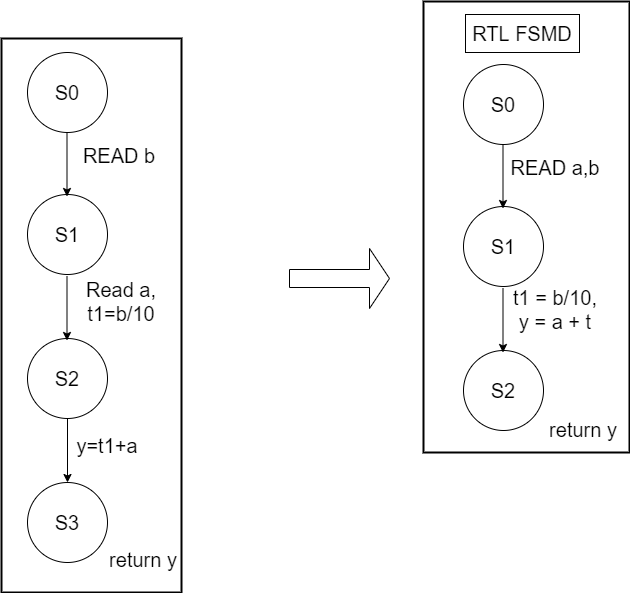 S0
READ b
S1
Read a,
t1=b/10
S2
y=t1+a
S3
return y
RTL FSMD
S0
READ a,b
S1
t1 = b/10,
y = a + t
S2
return y